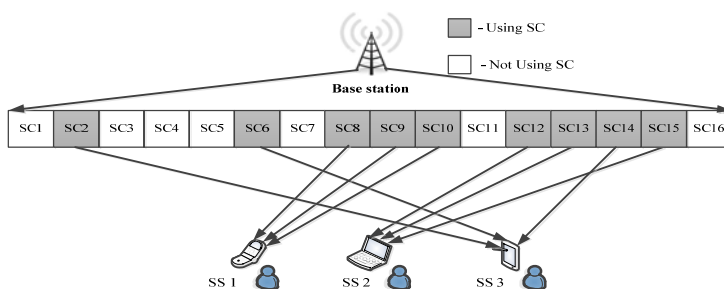 - Using SC
- Not Using SC
Base station
SC1 SC2 SC3 SC4 SC5 SC6 SC7 SC8 SC9 SC10 SC11 SC12 SC13 SC14 SC15 SC16
SS 1 SS 2 SS 3